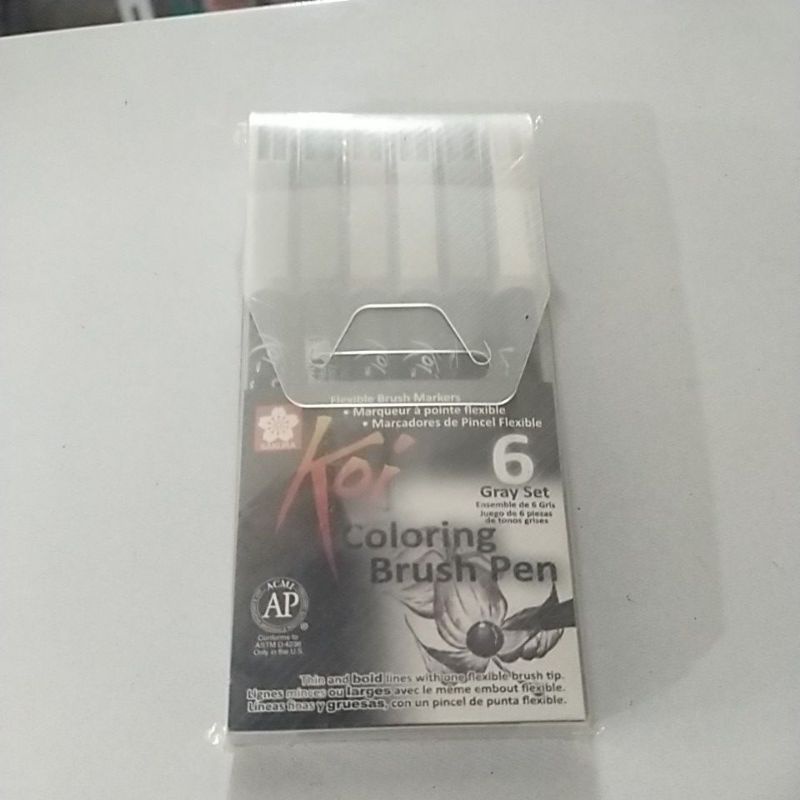 Flexible Brush Markers
• Marqueur à pointe flexible
• Marcadores de Pincel Flexible
SAKURA
Koi
6
Gray Set
Ensemble de 6 Gris
Juego de 6 piezas
de tonos grises
Coloring
Brush Pen
ACMI
AP
Conforms to
ASTM D-4236
Only in the U.S.
Thin and bold lines with one flexible brush tip.
Lignes minces ou larges avec le même embout flexible.
Líneas finas y gruesas, con un pincel de punta flexible.